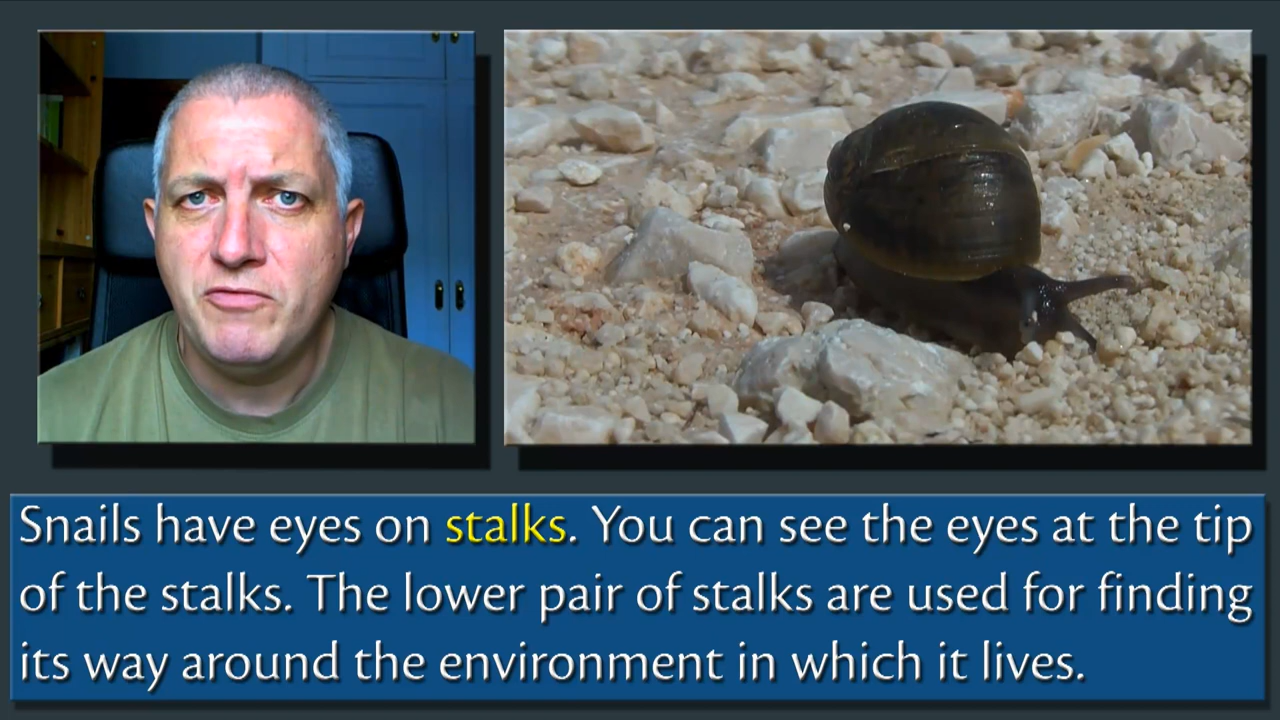 Snails have eyes on stalks. You can see the eyes at the tip
of the stalks. The lower pair of stalks are used for finding
its way around the environment in which it lives.